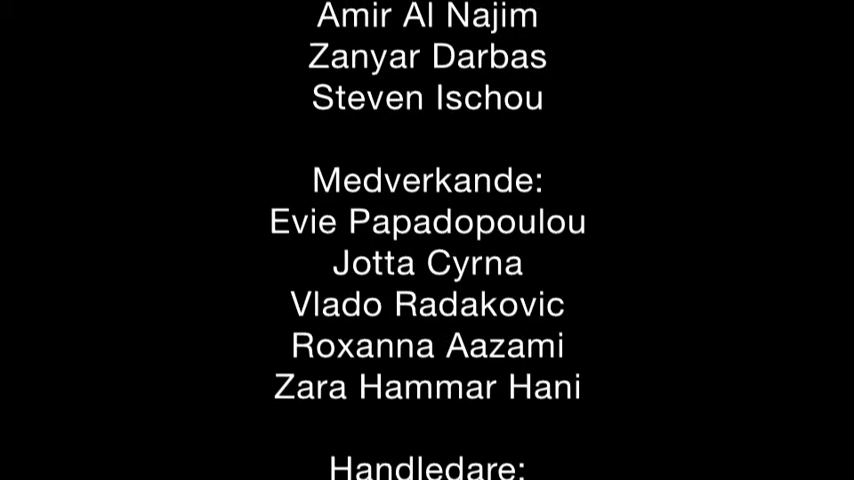 Amir Al Najim
Zanyar Darbas
Steven Ischou
Medverkande:
Evie Papadopoulou
Jotta Cyrna
Vlado Radakovic
Roxanna Aazami
Zara Hammar Hani
Handledare: